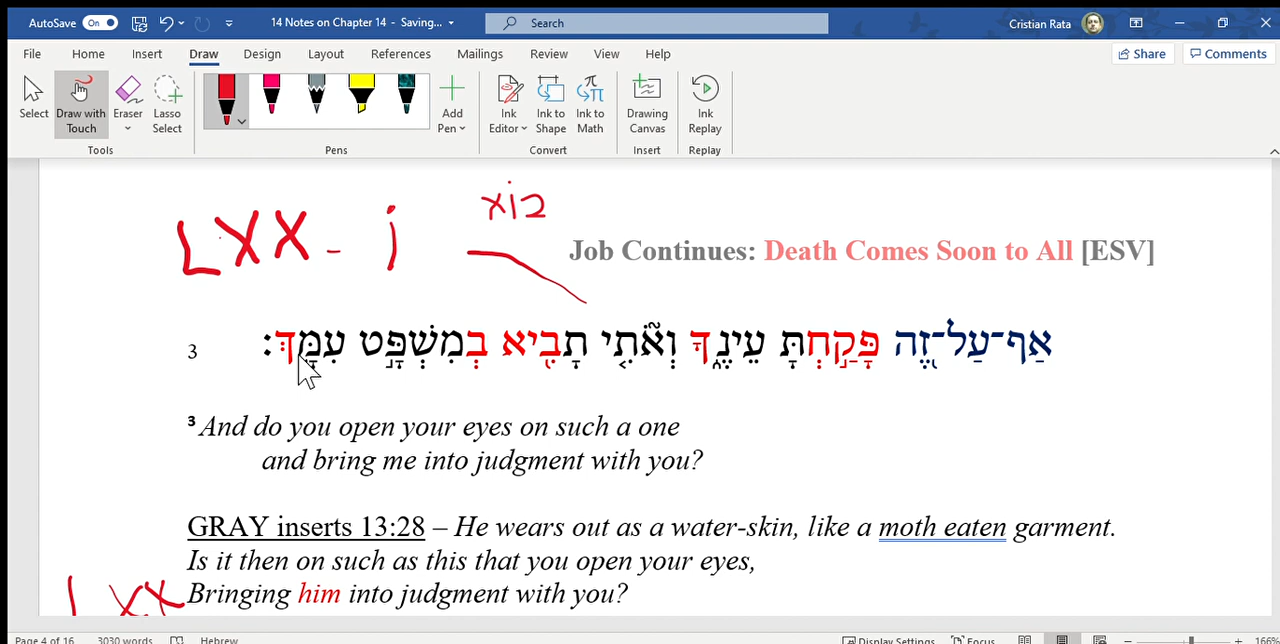 AutoSave On 14 Notes on Chapter 14 - Saving... Search Cristian Rata
File Home Insert Draw Design Layout References Mailings Review View Help Share Comments
Select Draw with Touch Eraser Lasso Select Add Pen Ink Editor Ink to Shape Ink to Math Drawing Canvas Ink Replay
Tools Pens Convert Insert Replay
LXX - i
Job Continues: Death Comes Soon to All [ESV]
3 אַף־עַל־זֶ֭ה פָּקַ֣חְתָּ עֵינֶ֑ךָ וְאֹ֘תִ֤י תָבִ֖יא בְמִשְׁפָּ֣ט עִמָּֽךְ׃
3 And do you open your eyes on such a one
and bring me into judgment with you?
GRAY inserts 13:28 – He wears out as a water-skin, like a moth eaten garment.
Is it then on such as this that you open your eyes,
LXX
Bringing him into judgment with you?
Page 4 of 16 3030 words Hebrew Display Settings Focus 166%